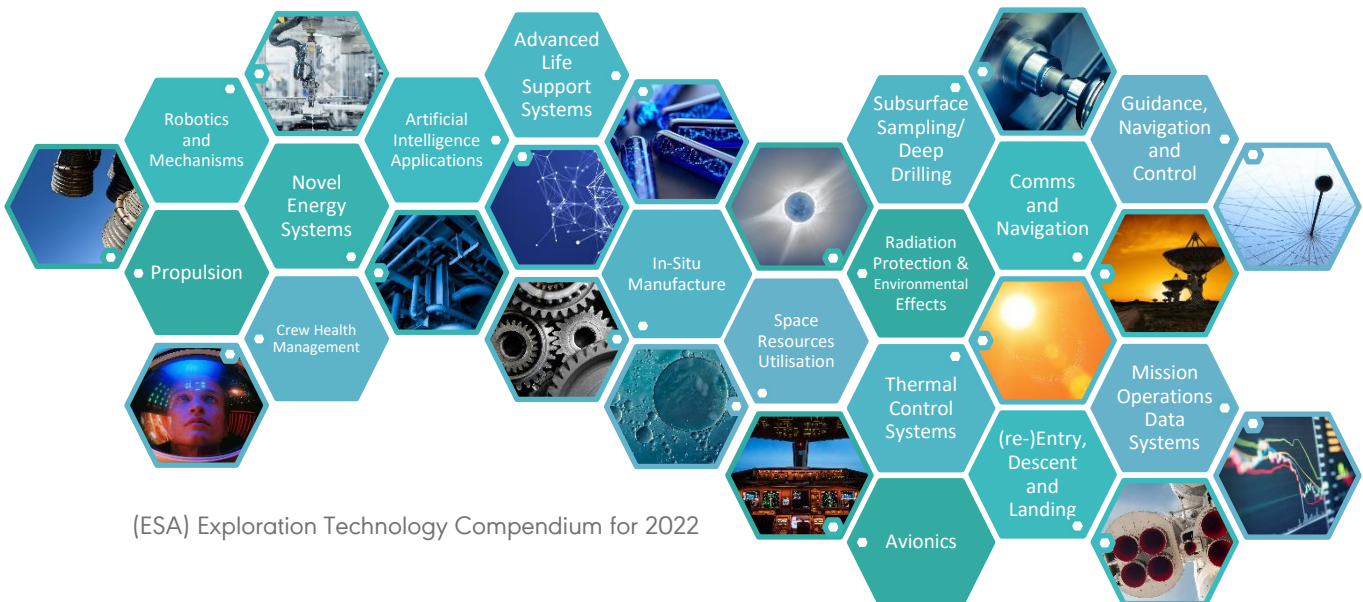 Advanced
Life
Support
Systems
Robotics
and
Mechanisms
Artificial
Intelligence
Applications
Subsurface
Sampling/
Deep
Drilling
Guidance,
Navigation
and
Control
Novel
Energy
Systems
Comms
and
Navigation
Propulsion
In-Situ
Manufacture
Radiation
Protection &
Environmental
Effects
Crew Health
Management
Space
Resources
Utilisation
Thermal
Control
Systems
Mission
Operations
Data
Systems
(re-)Entry,
Descent
and
Landing
Avionics
(ESA) Exploration Technology Compendium for 2022